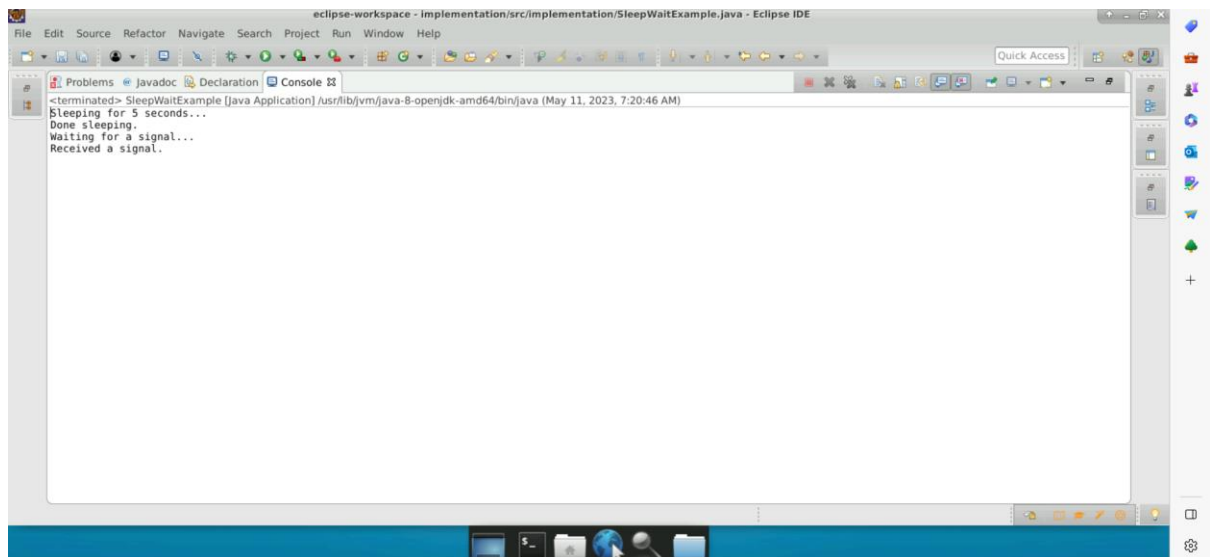 eclipse-workspace - implementation/src/implementation/SleepWaitExample.java - Eclipse IDE
File Edit Source Refactor Navigate Search Project Run Window Help
Quick Access
Problems Javadoc Declaration Console
<terminated> SleepWaitExample [Java Application] /usr/lib/jvm/java-8-openjdk-amd64/bin/java (May 11, 2023, 7:20:46 AM)
Sleeping for 5 seconds...
Done sleeping.
Waiting for a signal...
Received a signal.